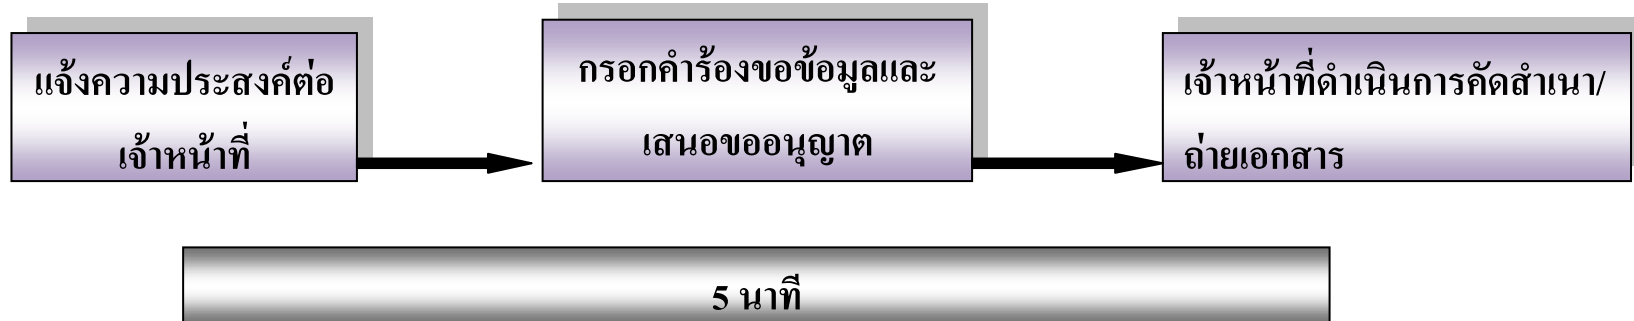 แจ้งความประสงค์ต่อ
เจ้าหน้าที่
กรอกคำร้องขอข้อมูลและ
เสนอขออนุญาต
เจ้าหน้าที่ดำเนินการคัดสำเนา/
ถ่ายเอกสาร
5 นาที